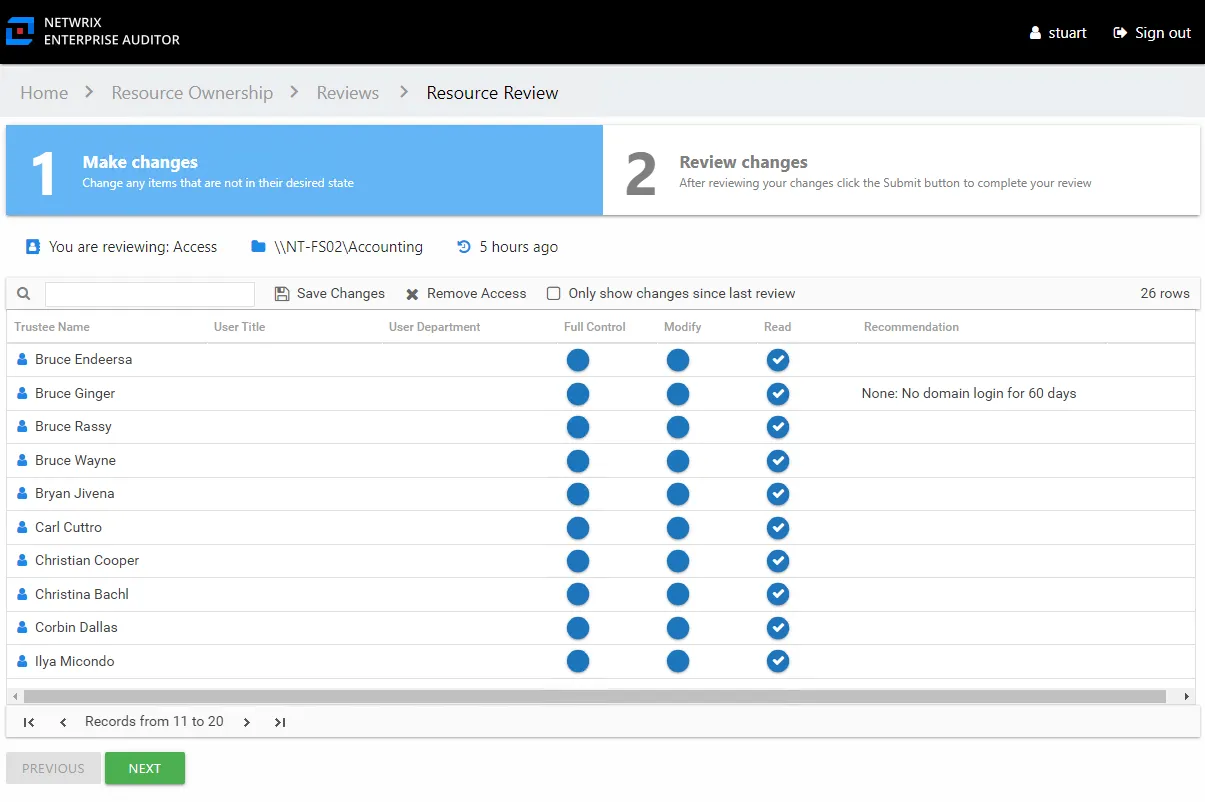 NETWRIX
ENTERPRISE AUDITOR
stuart
Sign out
Home > Resource Ownership > Reviews > Resource Review
1
Make changes
Change any items that are not in their desired state
2
Review changes
After reviewing your changes click the Submit button to complete your review
You are reviewing: Access \\NT-FS02\Accounting 5 hours ago
Save Changes Remove Access Only show changes since last review 26 rows
Trustee Name User Title User Department Full Control Modify Read Recommendation
Bruce Endeersa
Bruce Ginger None: No domain login for 60 days
Bruce Rassy
Bruce Wayne
Bryan Jivena
Carl Cuttro
Christian Cooper
Christina Bachl
Corbin Dallas
Ilya Micondo
Records from 11 to 20
PREVIOUS NEXT